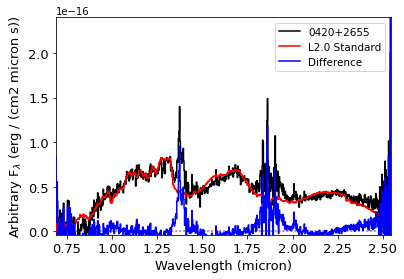 1e−16
0420+2655
L2.0 Standard
Difference
2.0
1.5
1.0
0.5
0.0
Arbitrary Fλ (erg / (cm2 micron s))
0.75 1.00 1.25 1.50 1.75 2.00 2.25 2.50
Wavelength (micron)